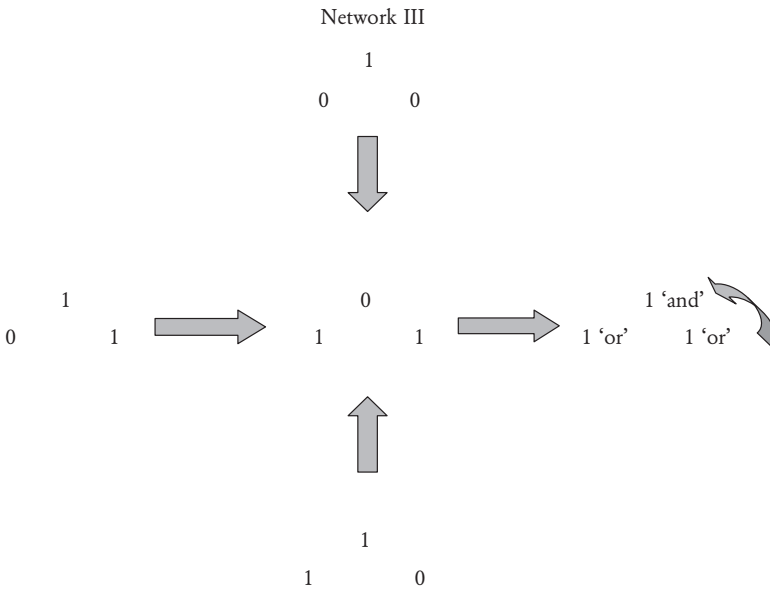 Network III
1
0 0
1 0 1 ‘and’
0 1 1 1 1 ‘or’ 1 ‘or’
1
1 0